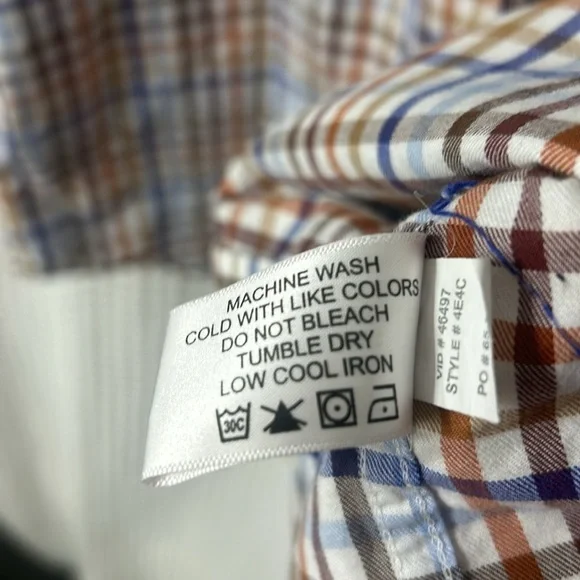 MACHINE WASH
COLD WITH LIKE COLORS
DO NOT BLEACH
TUMBLE DRY
LOW COOL IRON
30C
VID # 46497
STYLE # 4E4C
PO #